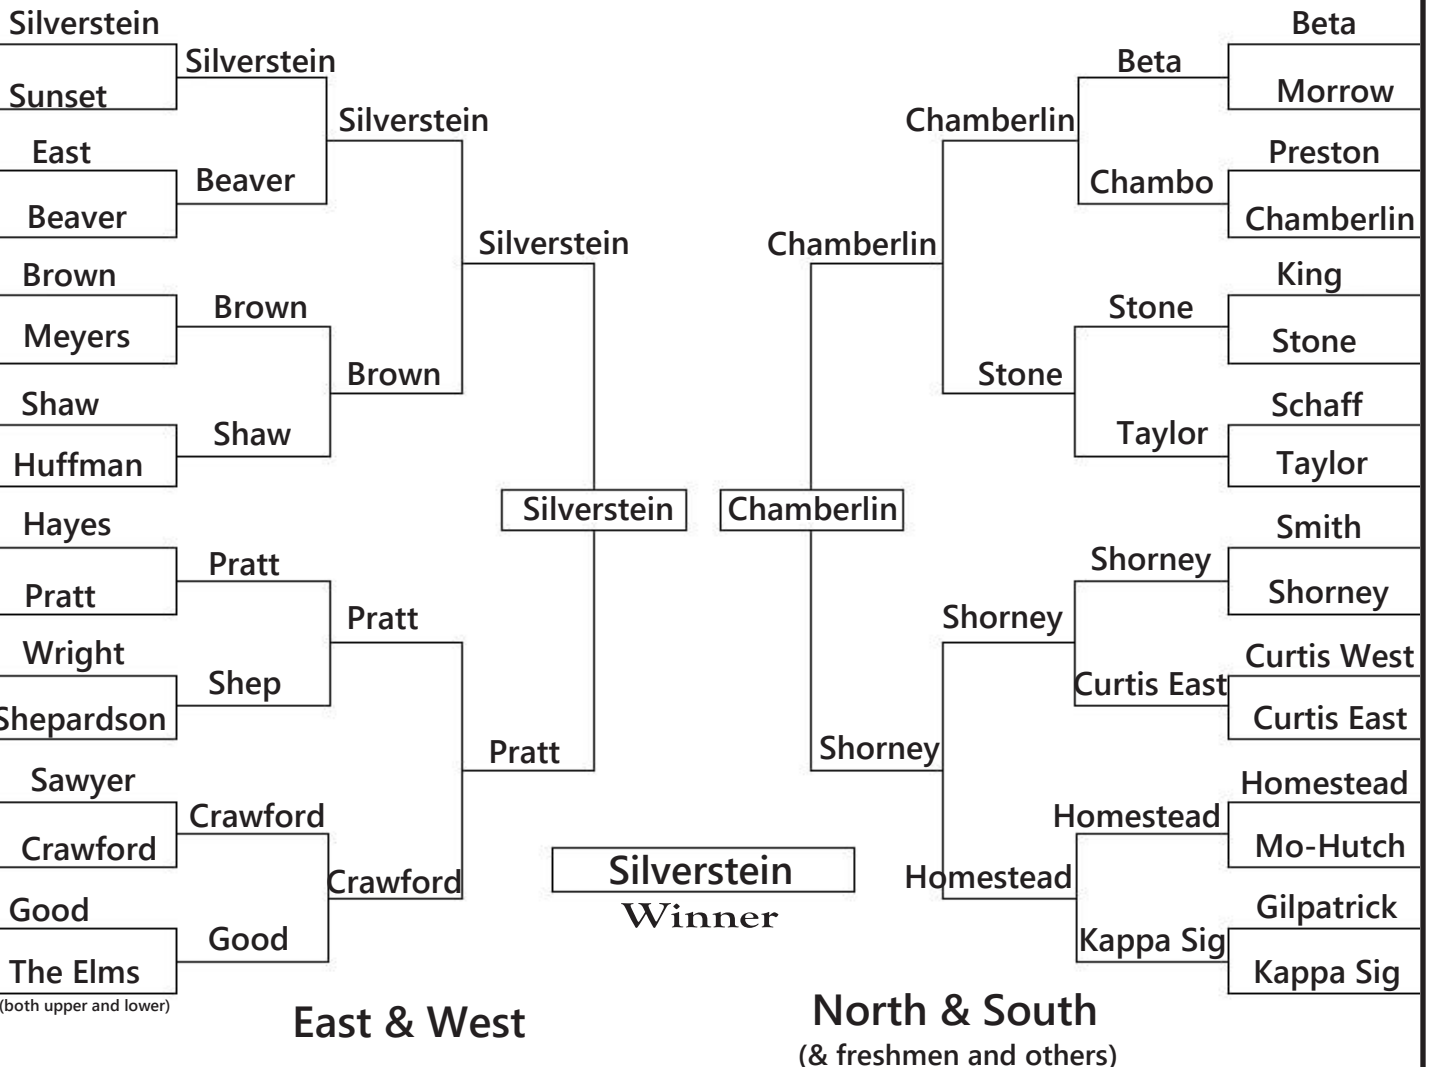 Silverstein
Sunset
East
Beaver
Brown
Meyers
Shaw
Huffman
Hayes
Pratt
Wright
Shepardson
Sawyer
Crawford
Good
The Elms
(both upper and lower)
Silverstein
Beaver
Brown
Shaw
Pratt
Shep
Crawford
Good
Silverstein
Brown
Pratt
Crawford
Silverstein
Pratt
Silverstein
Chamberlin
Silverstein
Winner
Chamberlin
Shorney
Chamberlin
Stone
Shorney
Homestead
Beta
Chambo
Stone
Taylor
Shorney
Curtis East
Homestead
Kappa Sig
Beta
Morrow
Preston
Chamberlin
King
Stone
Schaff
Taylor
Smith
Shorney
Curtis West
Curtis East
Homestead
Mo-Hutch
Gilpatrick
Kappa Sig
East & West
North & South
(& freshmen and others)